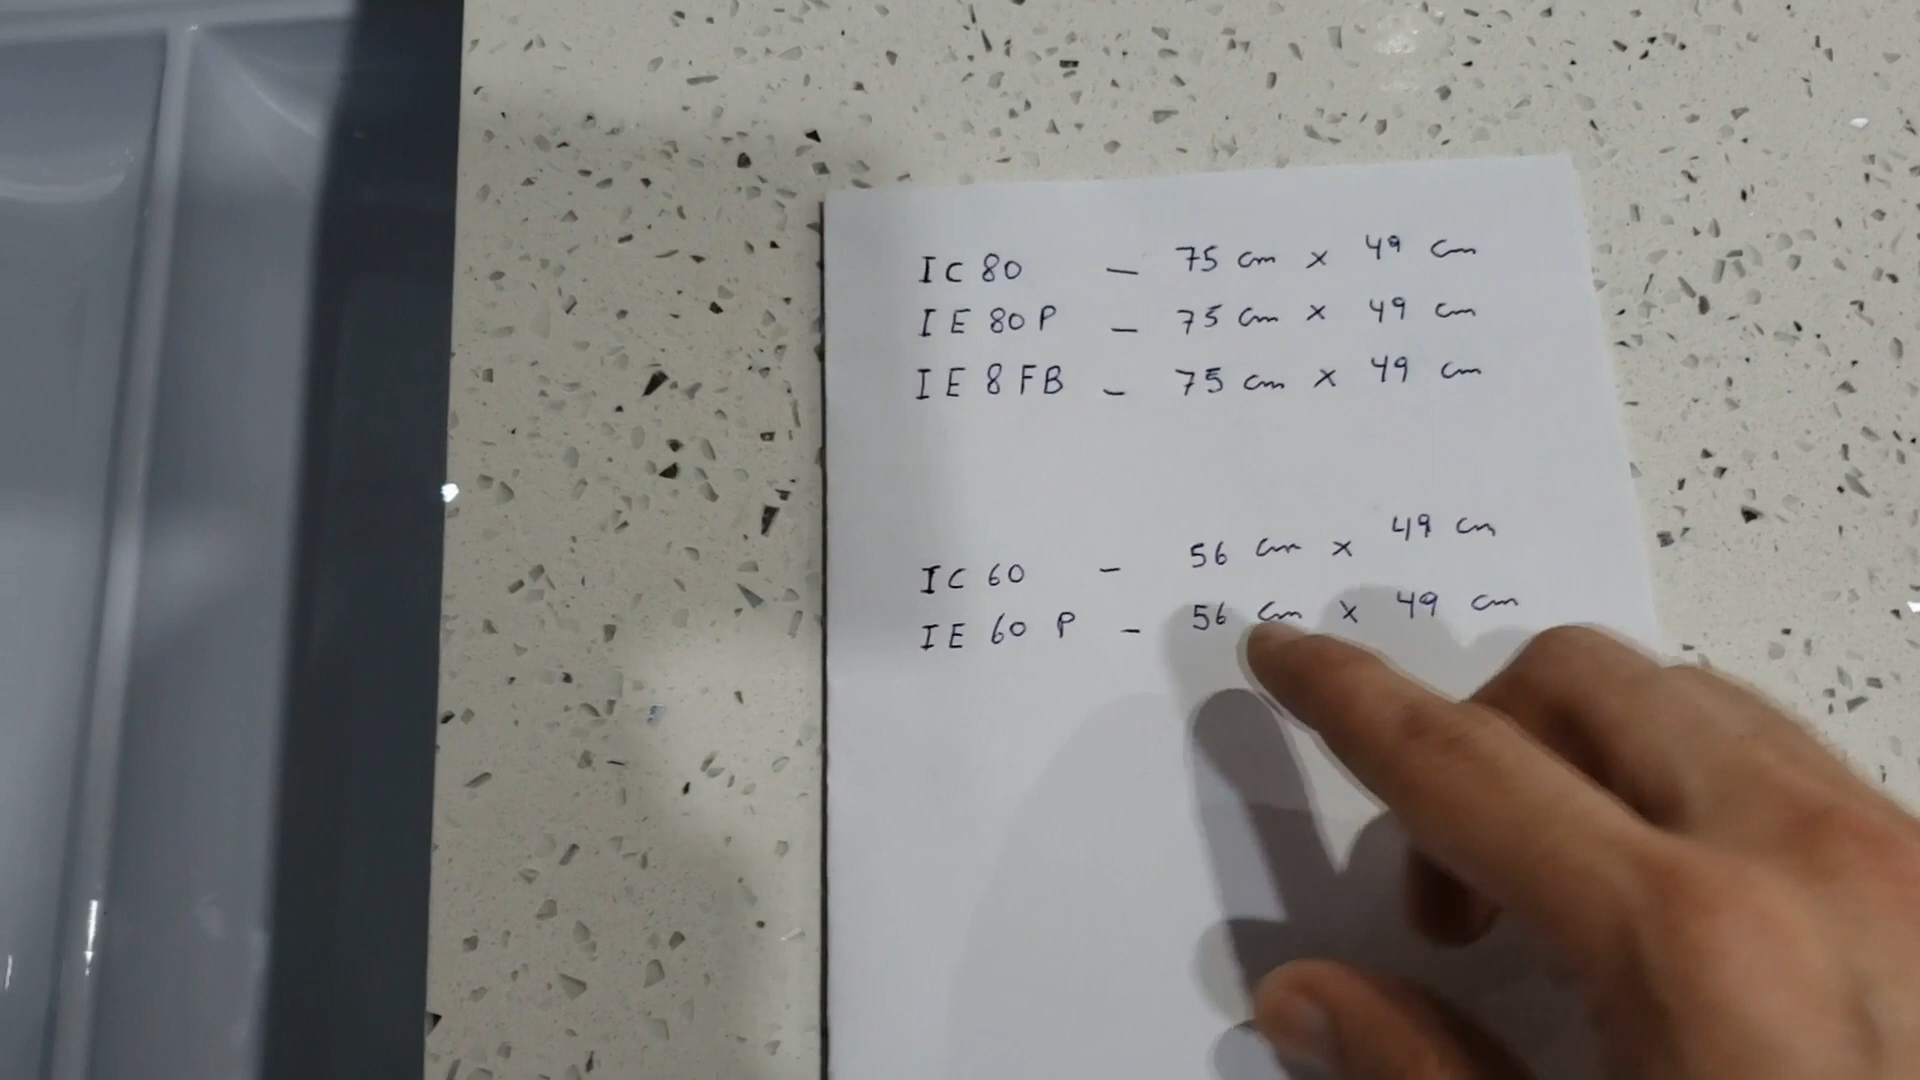 IC 80 - 75 cm x 49 cm
IE 80 P - 75 cm x 49 cm
IE 8 FB - 75 cm x 49 cm
IC 60 - 56 cm x 49 cm
IE 60 P - 56 cm x 49 cm